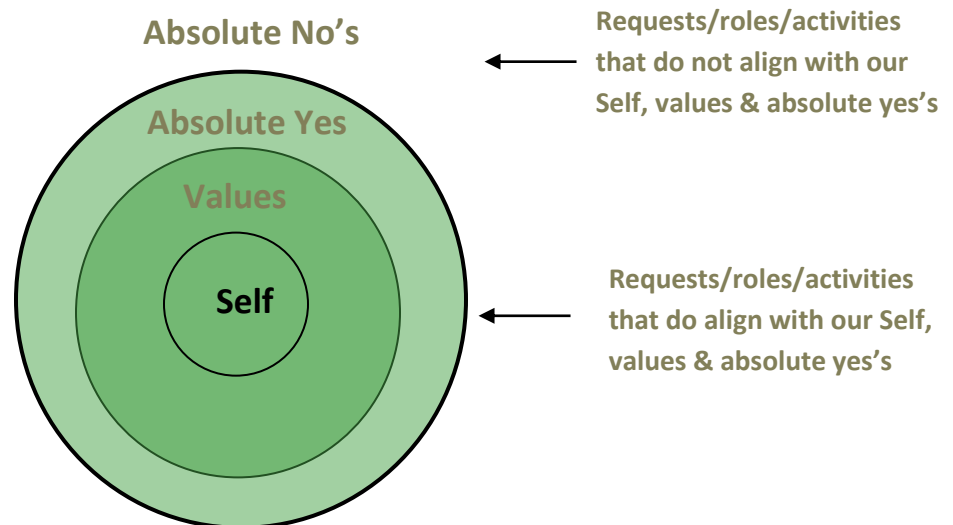 Absolute No’s
Requests/roles/activities
that do not align with our
Self, values & absolute yes’s
Absolute Yes
Values
Self
Requests/roles/activities
that do align with our Self,
values & absolute yes’s